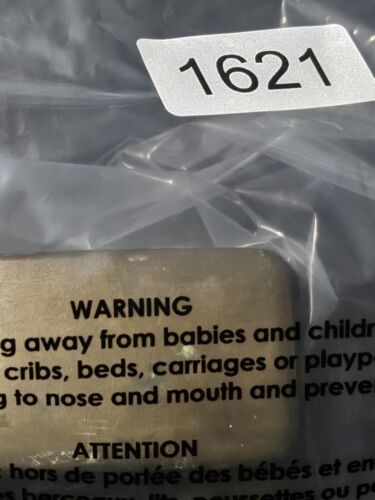 1621
WARNING
g away from babies and childr
cribs, beds, carriages or playp
g to nose and mouth and preve
ATTENTION
hors de portée des bébés et en